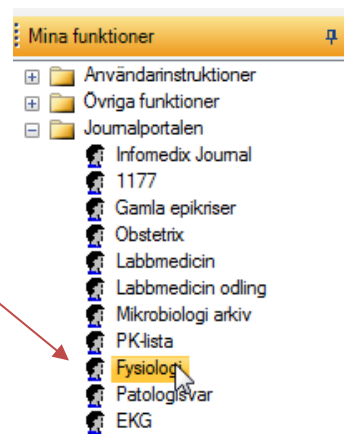 Mina funktioner
Användarinstruktioner
Övriga funktioner
Journalportalen
Infomedix Journal
1177
Gamla epikriser
Obstetrix
Labbmedicin
Labbmedicin odling
Mikrobiologi arkiv
PK-lista
Fysiologi
Patologisvar
EKG